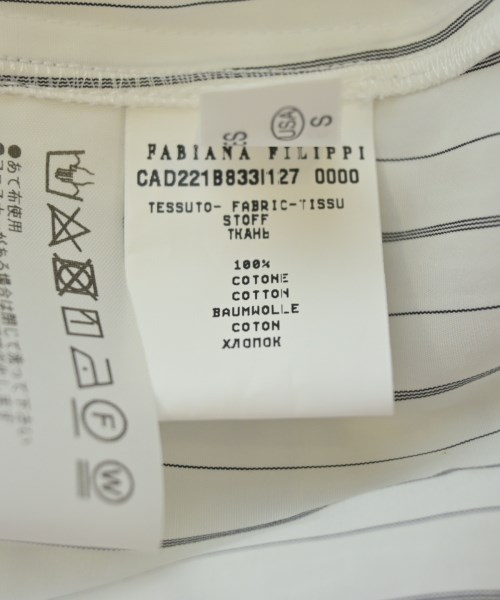 USA
S
ES
FABIANA FILIPPI
CAD221B833I127 0000
TESSUTO- FABRIC-TISSU
STOFF
ТКАНЬ
100%
COTONE
COTTON
BAUMWOLLE
COTON
ХЛОПОК
●あて布使用
F
W